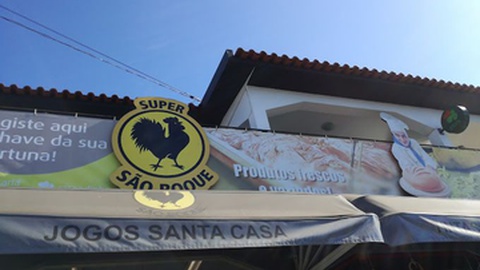 giste aqui
have da sua
rtuna!
SUPER
SÃO ROQUE
Produtos frescos
JOGOS SANTA CASA